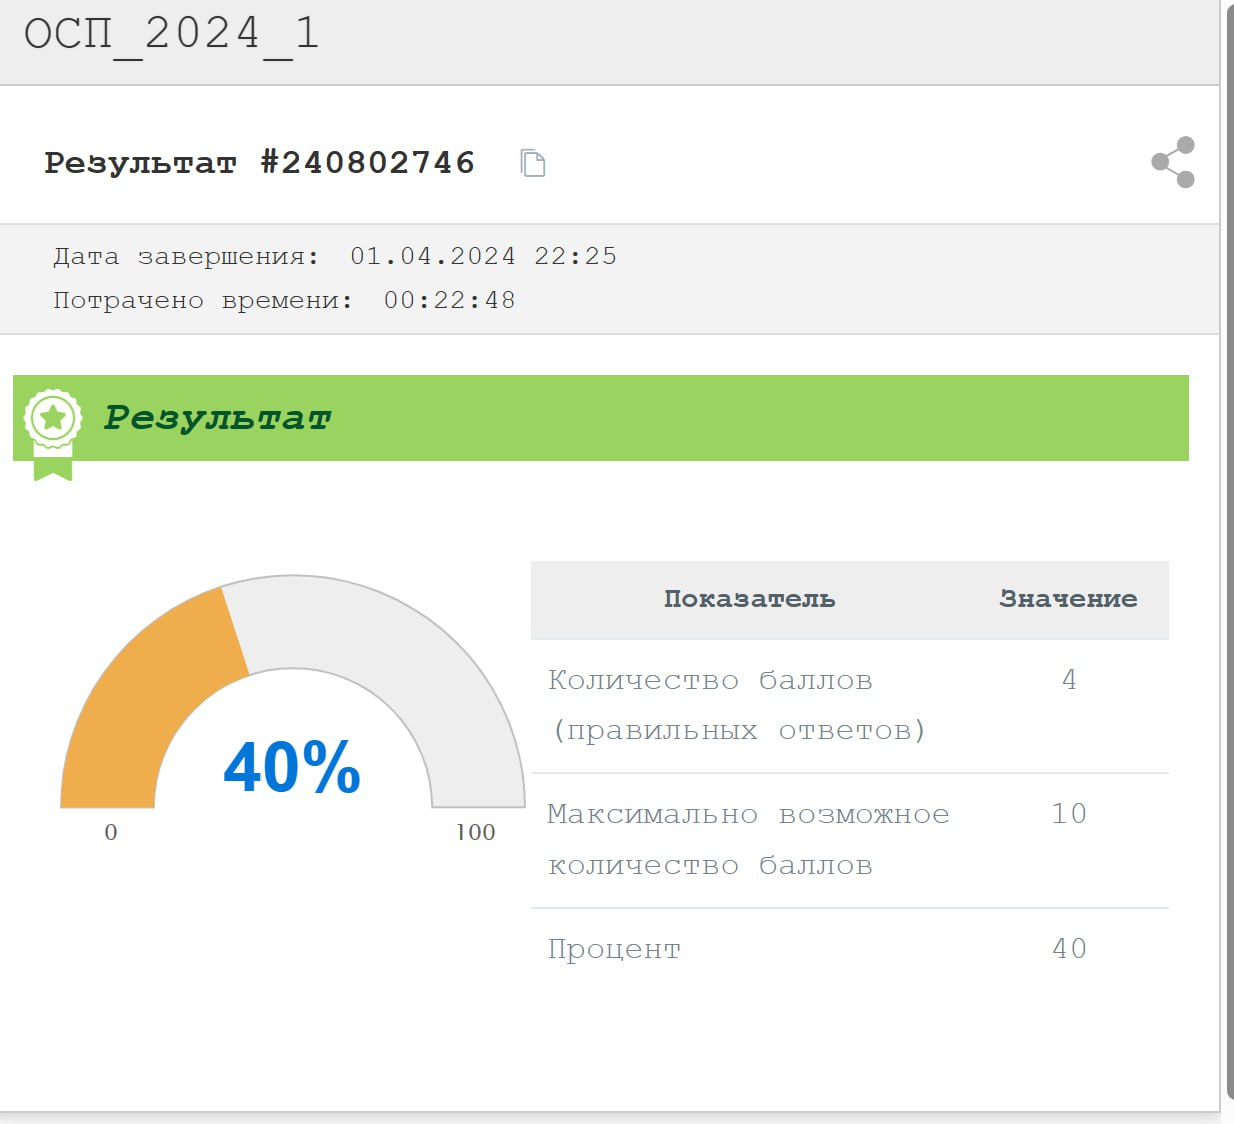 ОСП_2024_1
Результат #240802746
Дата завершения: 01.04.2024 22:25
Потрачено времени: 00:22:48
Результат
40%
0
100
Показатель Значение
Количество баллов 4
(правильных ответов)
Максимально возможное 10
количество баллов
Процент 40